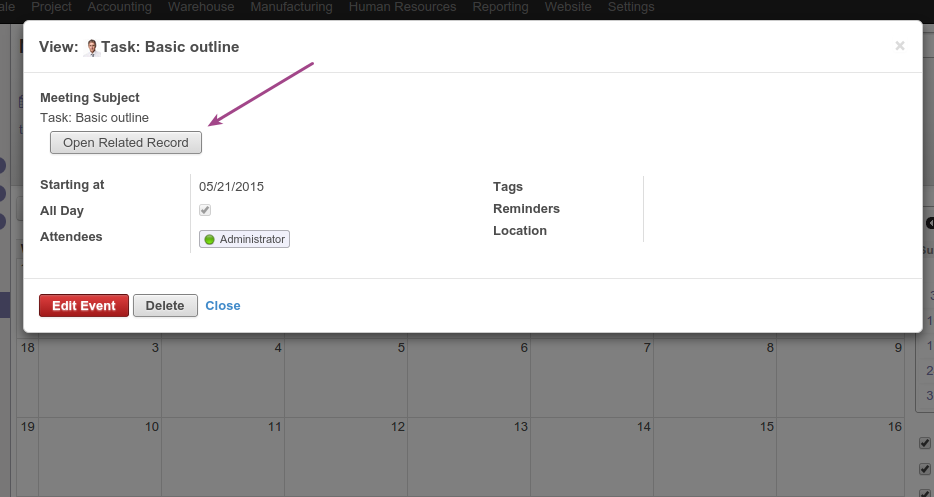 Project Accounting Warehouse Manufacturing Human Resources Reporting Website Settings
View: Task: Basic outline ×
Meeting Subject
Task: Basic outline
Open Related Record
Starting at 05/21/2015
All Day
Attendees Administrator
Tags
Reminders
Location
Edit Event Delete Close
18 3 4 5 6 7 8 9
19 10 11 12 13 14 15 16